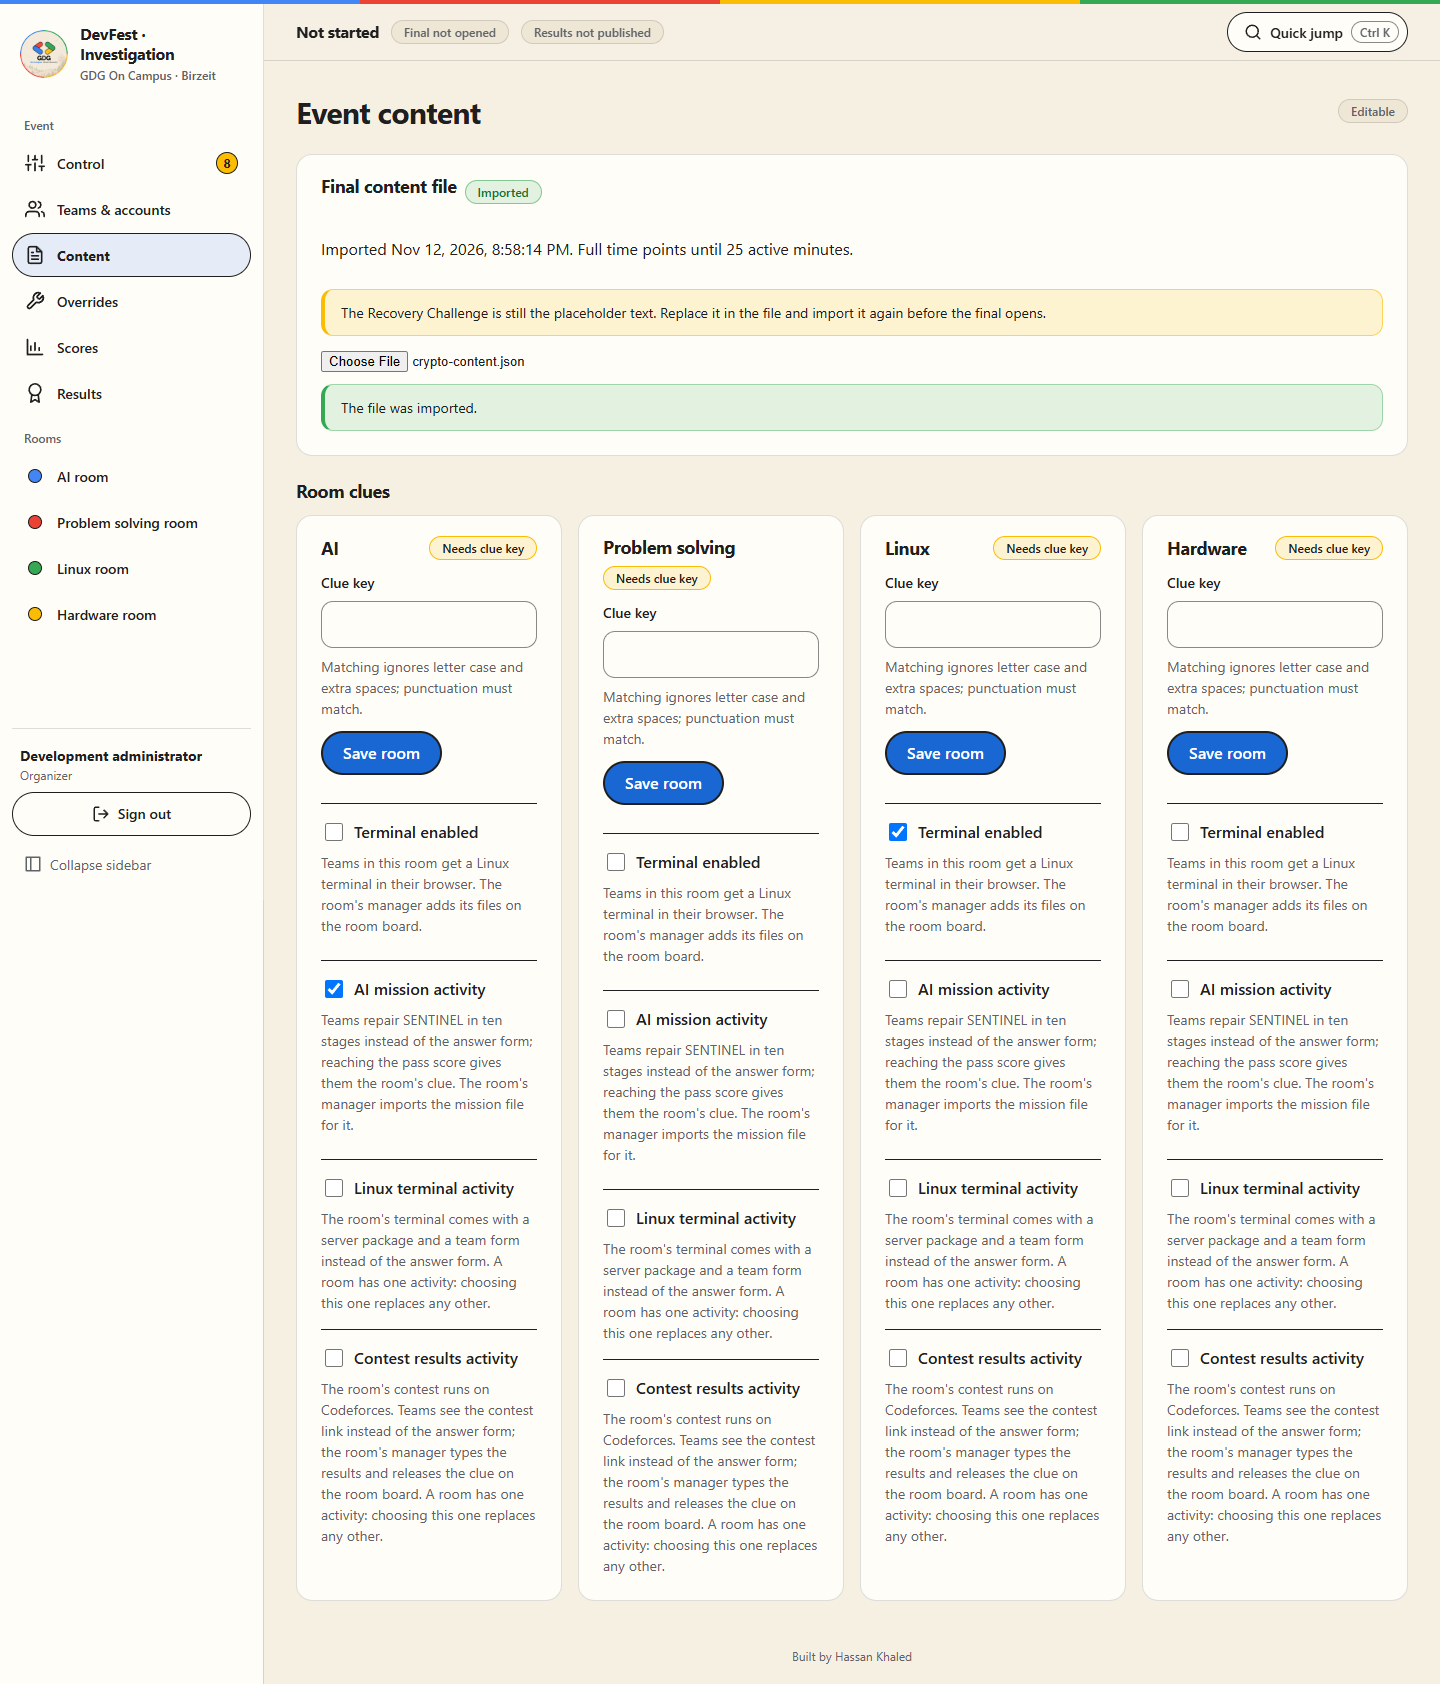 DevFest ·
Investigation
GDG On Campus · Birzeit
Event
Control
8
Teams & accounts
Content
Overrides
Scores
Results
Rooms
AI room
Problem solving room
Linux room
Hardware room
Development administrator
Organizer
Sign out
Collapse sidebar
Not started
Final not opened
Results not published
Quick jump
Ctrl K
Event content
Editable
Final content file
Imported
Imported Nov 12, 2026, 8:58:14 PM. Full time points until 25 active minutes.
The Recovery Challenge is still the placeholder text. Replace it in the file and import it again before the final opens.
Choose File crypto-content.json
The file was imported.
Room clues
AI
Needs clue key
Clue key
Matching ignores letter case and
extra spaces; punctuation must
match.
Save room
Terminal enabled
Teams in this room get a Linux
terminal in their browser. The
room's manager adds its files on
the room board.
AI mission activity
Teams repair SENTINEL in ten
stages instead of the answer form;
reaching the pass score gives
them the room's clue. The room's
manager imports the mission file
for it.
Linux terminal activity
The room's terminal comes with a
server package and a team form
instead of the answer form. A
room has one activity: choosing
this one replaces any other.
Contest results activity
The room's contest runs on
Codeforces. Teams see the contest
link instead of the answer form;
the room's manager types the
results and releases the clue on
the room board. A room has one
activity: choosing this one replaces
any other.
Problem solving
Needs clue key
Clue key
Matching ignores letter case and
extra spaces; punctuation must
match.
Save room
Terminal enabled
Teams in this room get a Linux
terminal in their browser. The
room's manager adds its files on
the room board.
AI mission activity
Teams repair SENTINEL in ten
stages instead of the answer form;
reaching the pass score gives
them the room's clue. The room's
manager imports the mission file
for it.
Linux terminal activity
The room's terminal comes with a
server package and a team form
instead of the answer form. A
room has one activity: choosing
this one replaces any other.
Contest results activity
The room's contest runs on
Codeforces. Teams see the contest
link instead of the answer form;
the room's manager types the
results and releases the clue on
the room board. A room has one
activity: choosing this one replaces
any other.
Linux
Needs clue key
Clue key
Matching ignores letter case and
extra spaces; punctuation must
match.
Save room
Terminal enabled
Teams in this room get a Linux
terminal in their browser. The
room's manager adds its files on
the room board.
AI mission activity
Teams repair SENTINEL in ten
stages instead of the answer form;
reaching the pass score gives
them the room's clue. The room's
manager imports the mission file
for it.
Linux terminal activity
The room's terminal comes with a
server package and a team form
instead of the answer form. A
room has one activity: choosing
this one replaces any other.
Contest results activity
The room's contest runs on
Codeforces. Teams see the contest
link instead of the answer form;
the room's manager types the
results and releases the clue on
the room board. A room has one
activity: choosing this one replaces
any other.
Hardware
Needs clue key
Clue key
Matching ignores letter case and
extra spaces; punctuation must
match.
Save room
Terminal enabled
Teams in this room get a Linux
terminal in their browser. The
room's manager adds its files on
the room board.
AI mission activity
Teams repair SENTINEL in ten
stages instead of the answer form;
reaching the pass score gives
them the room's clue. The room's
manager imports the mission file
for it.
Linux terminal activity
The room's terminal comes with a
server package and a team form
instead of the answer form. A
room has one activity: choosing
this one replaces any other.
Contest results activity
The room's contest runs on
Codeforces. Teams see the contest
link instead of the answer form;
the room's manager types the
results and releases the clue on
the room board. A room has one
activity: choosing this one replaces
any other.
Built by Hassan Khaled